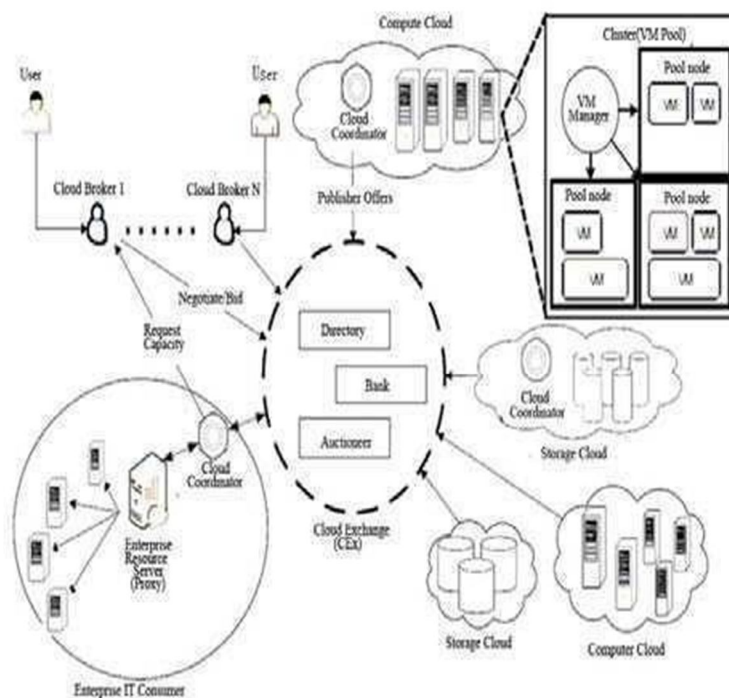 Compute Cloud
Cluster(VM Pool)
User
User
Pool node
VM
VM
VM
Manager
Cloud
Coordinator
Cloud Broker 1
Cloud Broker N
Publisher Offers
Pool node
VM
VM
Pool node
VM
VM
VM
Negotiate/Bid
Request
Capacity
Directory
Bank
Auctioneer
Cloud
Coordinator
Storage Cloud
Cloud
Coordinator
Enterprise
Resource
Server
(Proxy)
Cloud Exchange
(CEx)
Storage Cloud
Computer Cloud
Enterprise IT Consumer